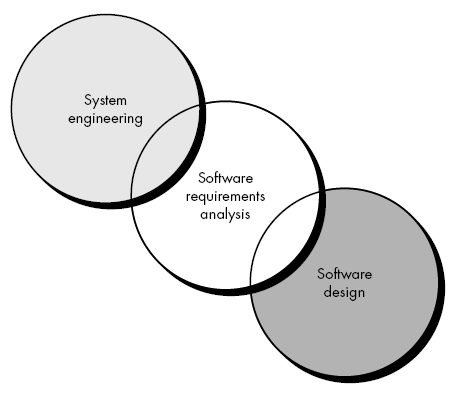 System
engineering
Software
requirements
analysis
Software
design